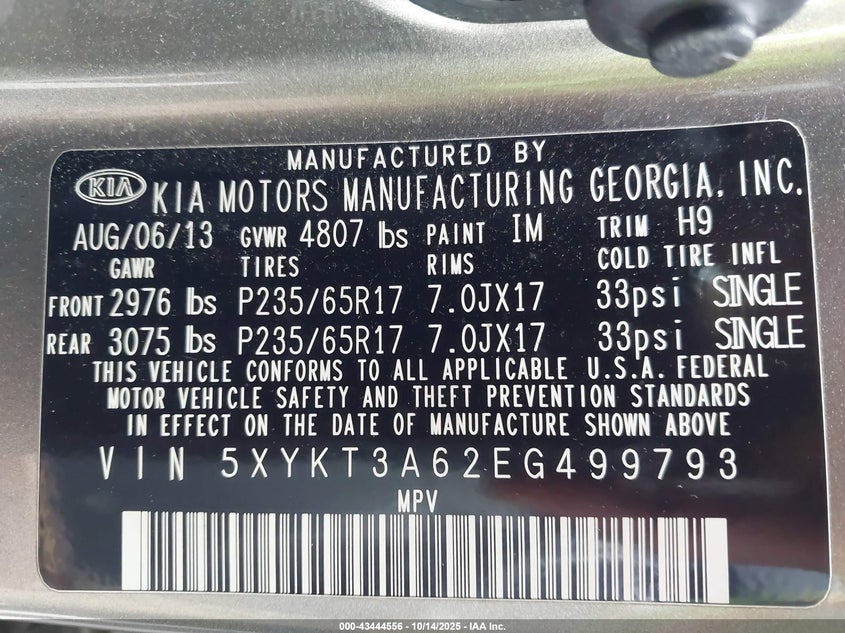 MANUFACTURED BY
KIA KIA MOTORS MANUFACTURING GEORGIA, INC.
AUG/06/13 GVWR 4807 lbs PAINT IM TRIM H9
GAWR TIRES RIMS COLD TIRE INFL
FRONT 2976 lbs P235/65R17 7.0JX17 33psi SINGLE
REAR 3075 lbs P235/65R17 7.0JX17 33psi SINGLE
THIS VEHICLE CONFORMS TO ALL APPLICABLE U.S.A. FEDERAL
MOTOR VEHICLE SAFETY AND THEFT PREVENTION STANDARDS
IN EFFECT ON THE DATE OF MANUFACTURE SHOWN ABOVE
VIN 5XYKT3A62EG499793
MPV
000-43444556 | 10/14/2025 - IAA Inc.